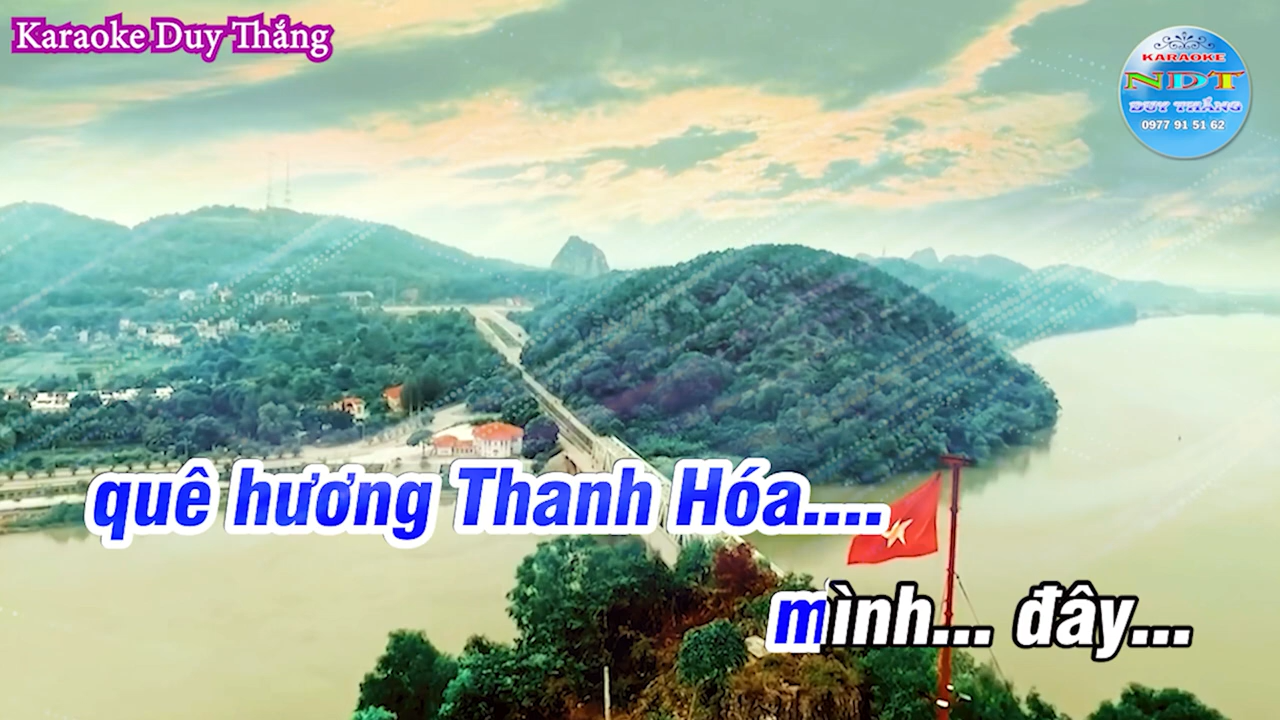 Karaoke Duy Thắng
KARAOKE
NDT
DUY THẮNG
0977 91 51 62
quê hương Thanh Hóa....
mình... đây...